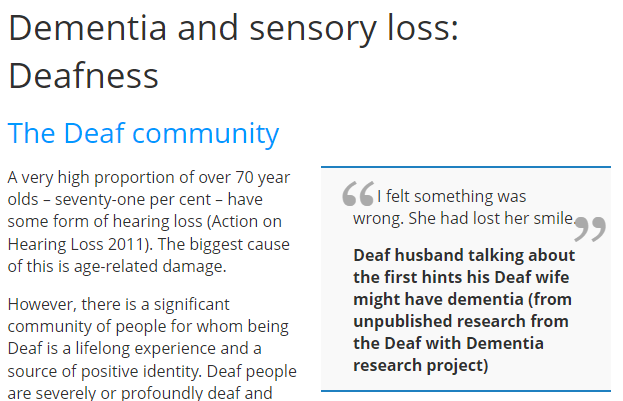 Dementia and sensory loss:
Deafness
The Deaf community
A very high proportion of over 70 year
olds – seventy-one per cent – have
some form of hearing loss (Action on
Hearing Loss 2011). The biggest cause
of this is age-related damage.
However, there is a significant
community of people for whom being
Deaf is a lifelong experience and a
source of positive identity. Deaf people
are severely or profoundly deaf and
“I felt something was
wrong. She had lost her smile.”
Deaf husband talking about
the first hints his Deaf wife
might have dementia (from
unpublished research from
the Deaf with Dementia
research project)